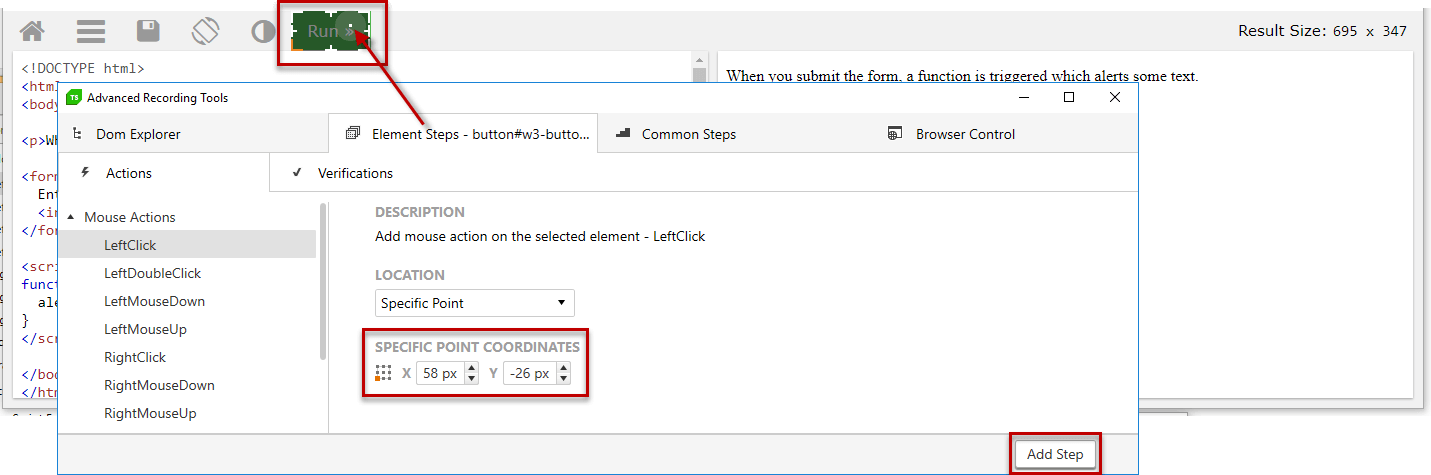 Run »
Result Size: 695 x 347
<!DOCTYPE html>
<html
<body
<p>Wh
<form
Ent
<in
</for
<scri
funct
ale
}
</scr
</bod
</htm
When you submit the form, a function is triggered which alerts some text.
TS Advanced Recording Tools
Dom Explorer
Element Steps - button#w3-butto...
Common Steps
Browser Control
Actions
Verifications
Mouse Actions
LeftClick
LeftDoubleClick
LeftMouseDown
LeftMouseUp
RightClick
RightMouseDown
RightMouseUp
DESCRIPTION
Add mouse action on the selected element - LeftClick
LOCATION
Specific Point
SPECIFIC POINT COORDINATES
X 58 px Y -26 px
Add Step